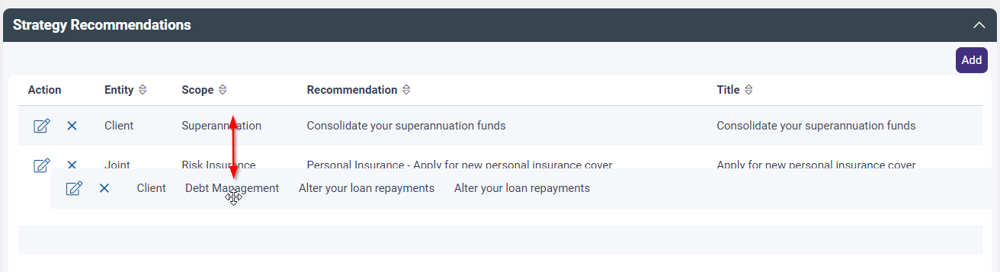 Strategy Recommendations
Add
Action Entity Scope Recommendation Title
Client Superannuation Consolidate your superannuation funds Consolidate your superannuation funds
Joint Risk Insurance Personal Insurance - Apply for new personal insurance cover Apply for new personal insurance cover
Client Debt Management Alter your loan repayments Alter your loan repayments